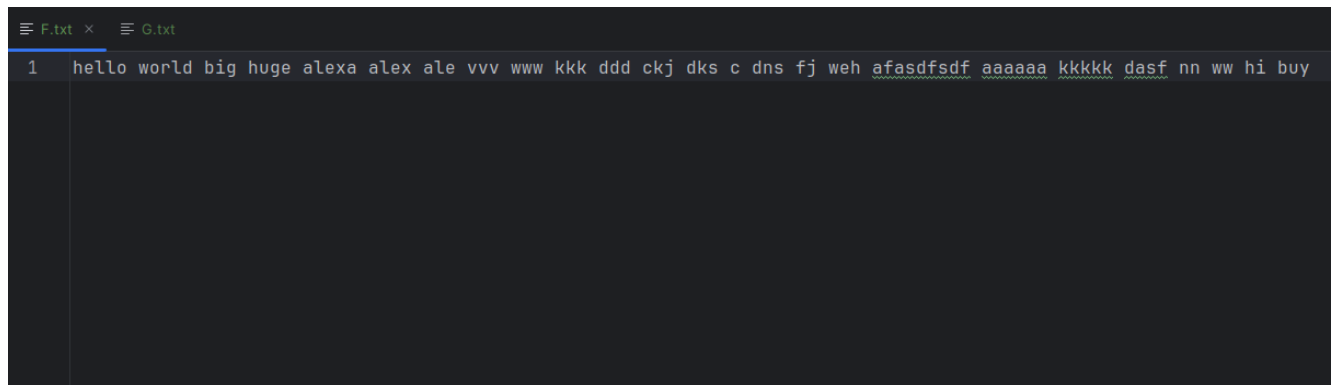 F.txt × G.txt
1 hello world big huge alexa alex ale vvv www kkk ddd ckj dks c dns fj weh afasdfsdf aaaaaa kkkkk dasf nn ww hi buy